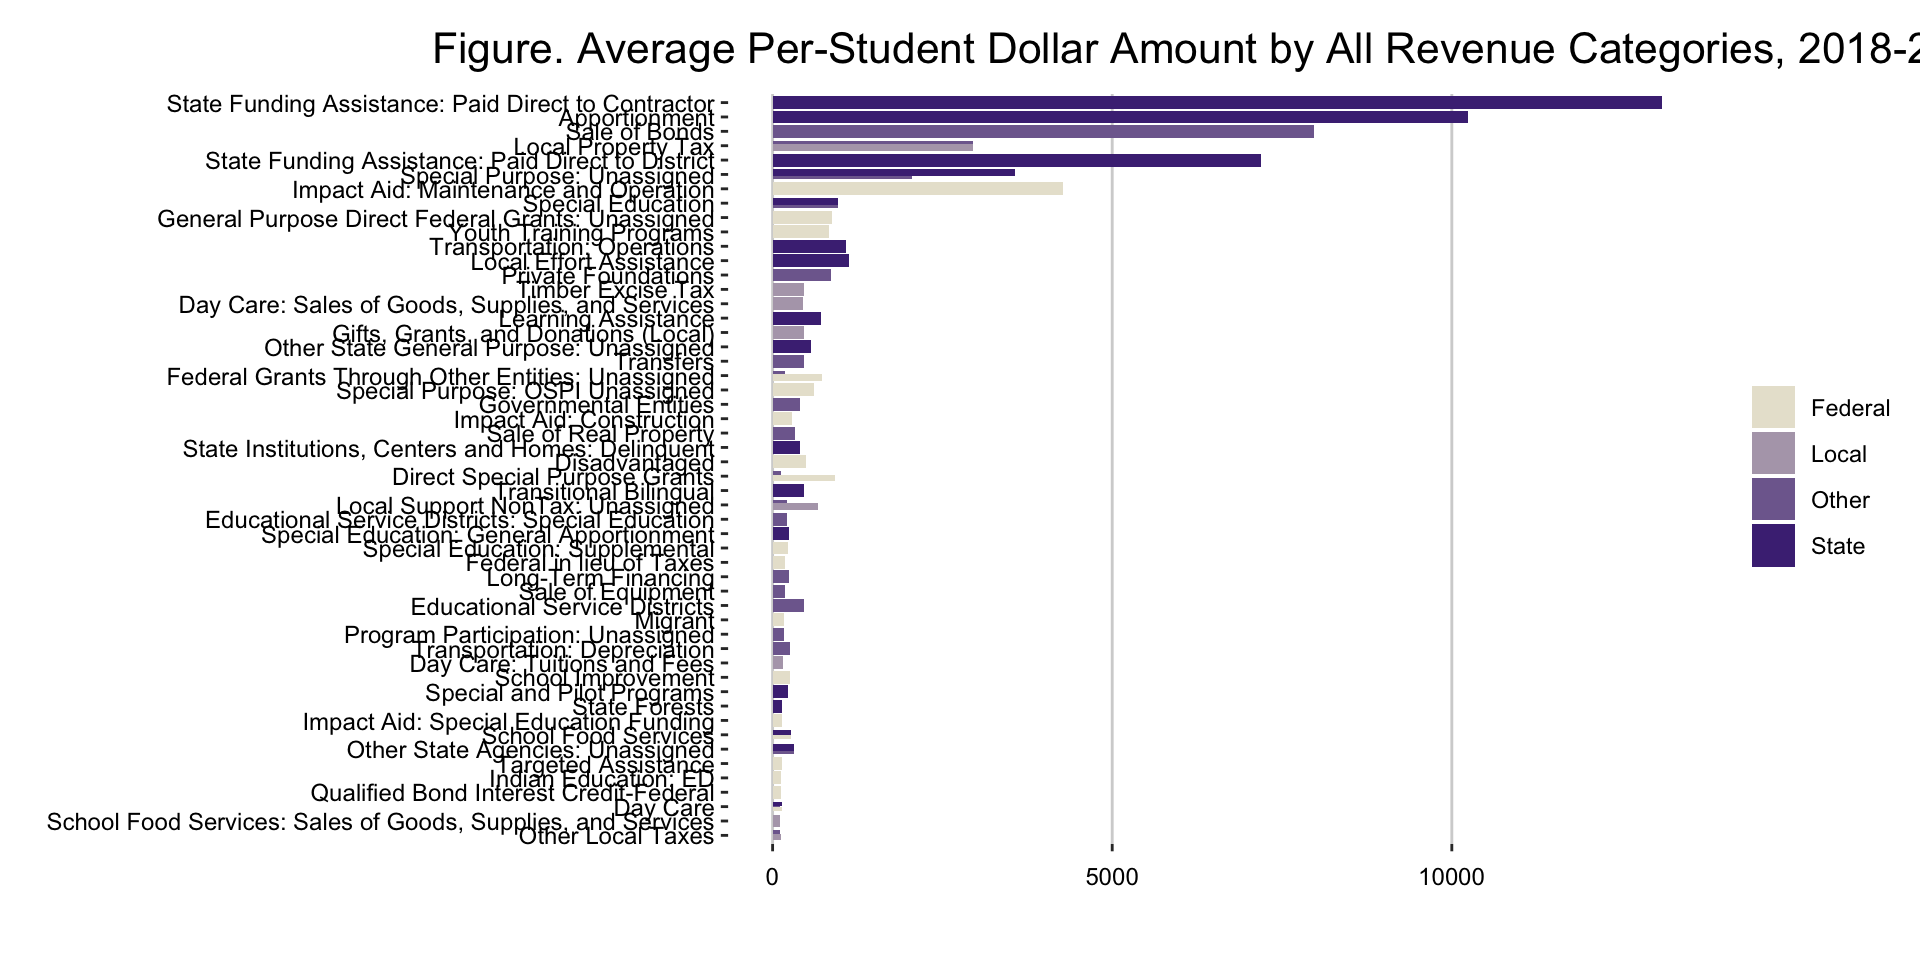 Figure. Average Per-Student Dollar Amount by All Revenue Categories, 2018-2
State Funding Assistance: Paid Direct to Contractor
Apportionment
Sale of Bonds
Local Property Tax
State Funding Assistance: Paid Direct to District
Special Purpose: Unassigned
Impact Aid: Maintenance and Operation
Special Education
General Purpose Direct Federal Grants: Unassigned
Youth Training Programs
Transportation: Operations
Local Effort Assistance
Private Foundations
Timber Excise Tax
Day Care: Sales of Goods, Supplies, and Services
Learning Assistance
Gifts, Grants, and Donations (Local)
Other State General Purpose: Unassigned
Transfers
Federal Grants Through Other Entities: Unassigned
Special Purpose: OSPI Unassigned
Governmental Entities
Impact Aid: Construction
Sale of Real Property
State Institutions, Centers and Homes: Delinquent
Disadvantaged
Direct Special Purpose Grants
Transitional Bilingual
Local Support NonTax: Unassigned
Educational Service Districts: Special Education
Special Education: General Apportionment
Special Education: Supplemental
Federal in lieu of Taxes
Long-Term Financing
Sale of Equipment
Educational Service Districts
Migrant
Program Participation: Unassigned
Transportation: Depreciation
Day Care: Tuitions and Fees
School Improvement
Special and Pilot Programs
State Forests
Impact Aid: Special Education Funding
School Food Services
Other State Agencies: Unassigned
Targeted Assistance
Indian Education: ED
Qualified Bond Interest Credit-Federal
Day Care
School Food Services: Sales of Goods, Supplies, and Services
Other Local Taxes
0 5000 10000
Federal
Local
Other
State